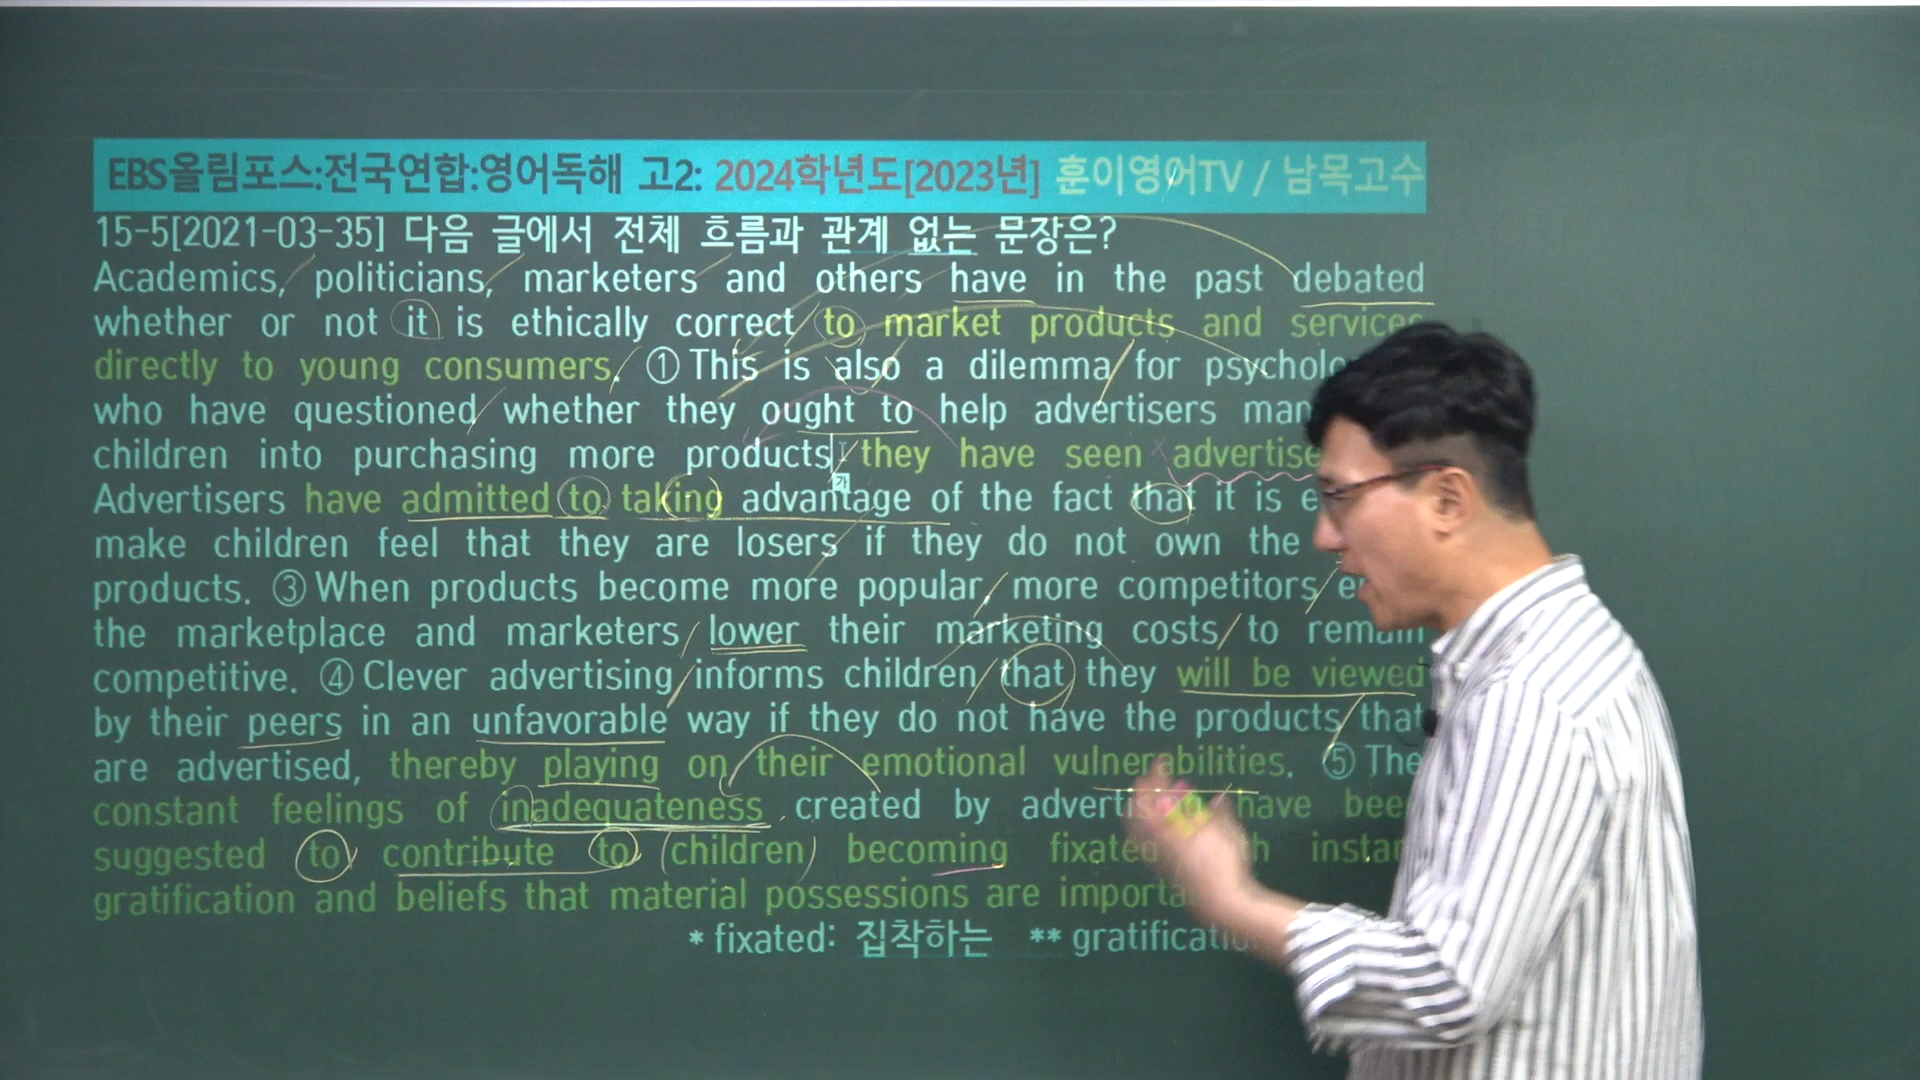 EBS올림포스:전국연합:영어독해 고2: 2024학년도[2023년] 훈이영어TV / 남목고수
15-5[2021-03-35] 다음 글에서 전체 흐름과 관계 없는 문장은?
Academics, politicians, marketers and others have in the past debated
whether or not it is ethically correct to market products and services
directly to young consumers. ① This is also a dilemma for
who have questioned whether they ought to help advertisers
children into purchasing more products they have seen
Advertisers have admitted to taking advantage of the fact that it is
make children feel that they are losers if they do not own the
products. ③ When products become more popular, more competitors
the marketplace and marketers lower their marketing costs to remain
competitive. ④ Clever advertising informs children that they will be viewed
by their peers in an unfavorable way if they do not have the products that
are advertised, thereby playing on their emotional vulnerabilities. ⑤ The
constant feelings of inadequateness created by have
suggested to contribute to (children) becoming
gratification and beliefs that material possessions are
* fixated: 집착하는 **
가